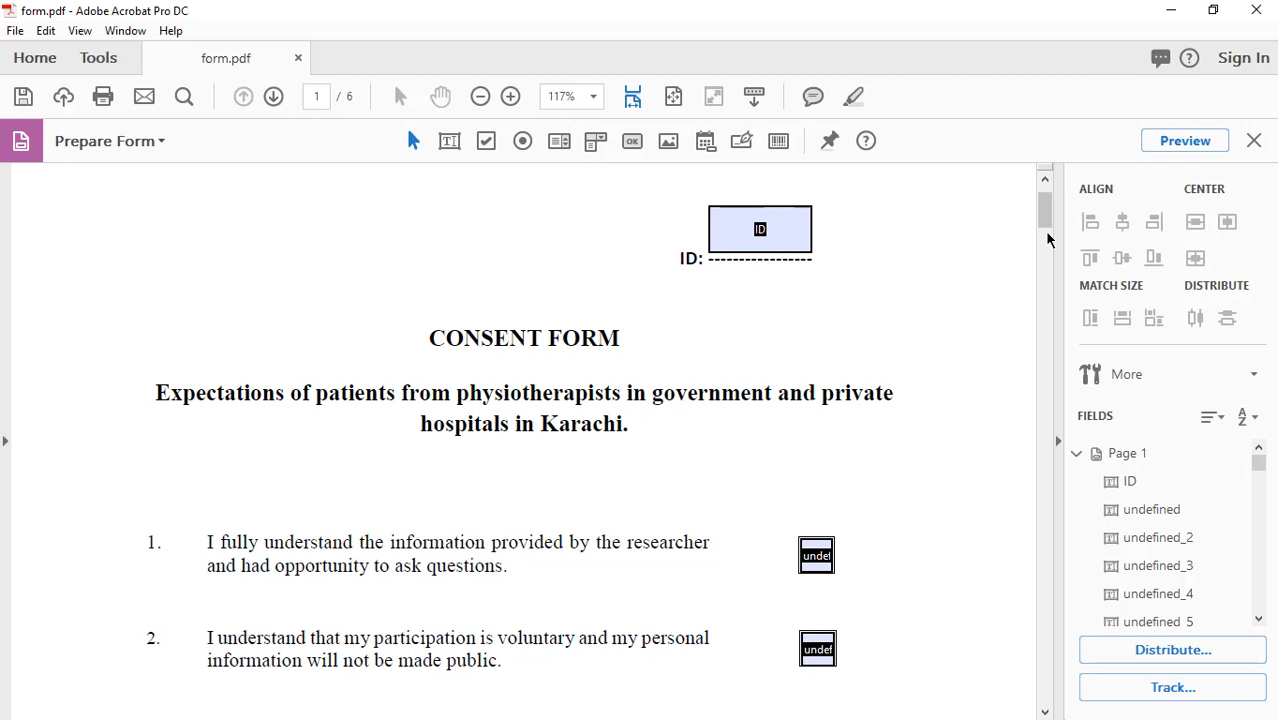 form.pdf - Adobe Acrobat Pro DC
File Edit View Window Help
Home Tools form.pdf × Sign In
1 / 6 117%
Prepare Form OK Preview
ID
ID: -----------------
CONSENT FORM
Expectations of patients from physiotherapists in government and private
hospitals in Karachi.
1. I fully understand the information provided by the researcher
and had opportunity to ask questions.
undef
2. I understand that my participation is voluntary and my personal
information will not be made public.
undef
ALIGN CENTER
MATCH SIZE DISTRIBUTE
More
FIELDS
Page 1
ID
undefined
undefined_2
undefined_3
undefined_4
undefined_5
Distribute...
Track...